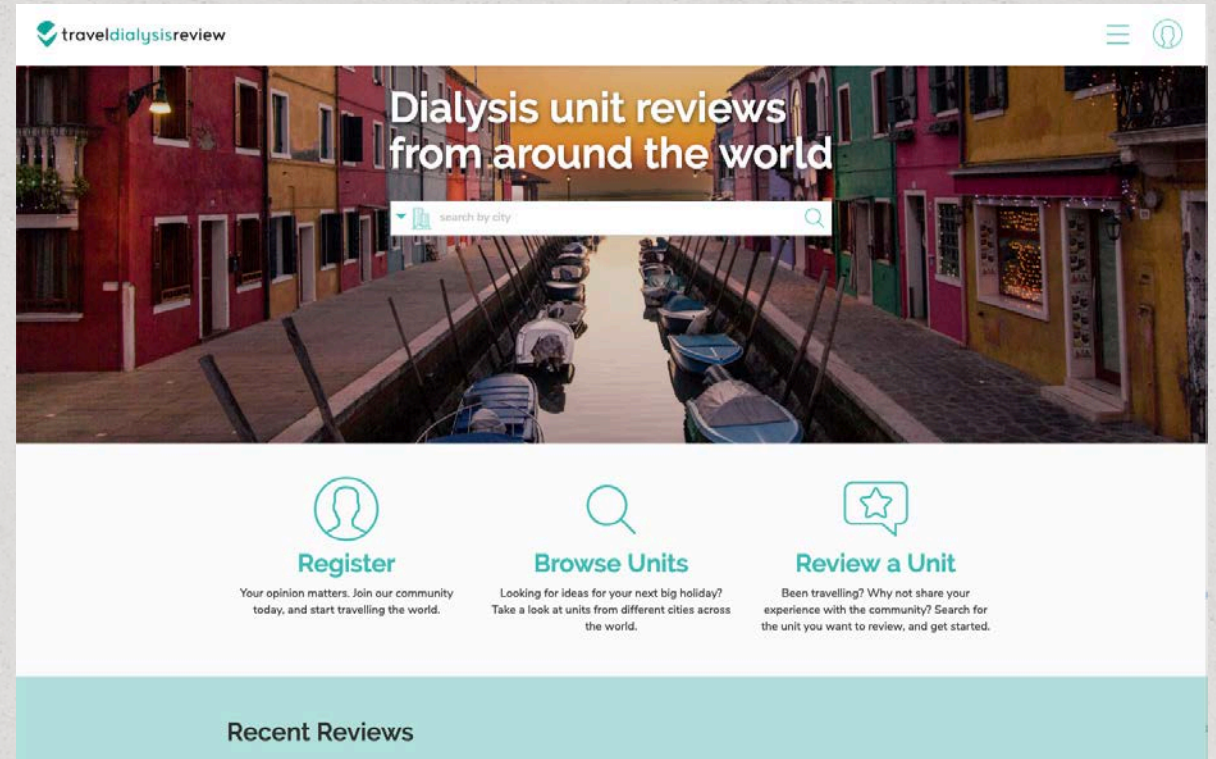 traveldialysisreview
Dialysis unit reviews
from around the world
search by city
Register
Your opinion matters. Join our community
today, and start travelling the world.
Browse Units
Looking for ideas for your next big holiday?
Take a look at units from different cities across
the world.
Review a Unit
Been travelling? Why not share your
experience with the community? Search for
the unit you want to review, and get started.
Recent Reviews